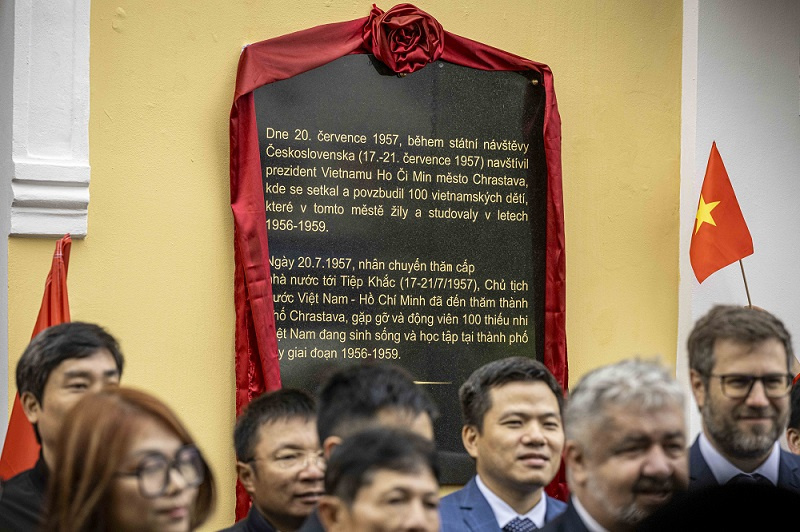 Dne 20. července 1957, během státní návštěvy
Československa (17.-21. července 1957) navštívil
prezident Vietnamu Ho Či Min město Chrastava,
kde se setkal a povzbudil 100 vietnamských dětí,
které v tomto městě žily a studovaly v letech
1956-1959.
Ngày 20.7.1957, nhân chuyến thăm cấp
nhà nước tới Tiệp Khắc (17-21/7/1957), Chủ tịch
nước Việt Nam - Hồ Chí Minh đã đến thăm thành
phố Chrastava, gặp gỡ và động viên 100 thiếu nhi
Việt Nam đang sinh sống và học tập tại thành phố
giai đoạn 1956-1959.